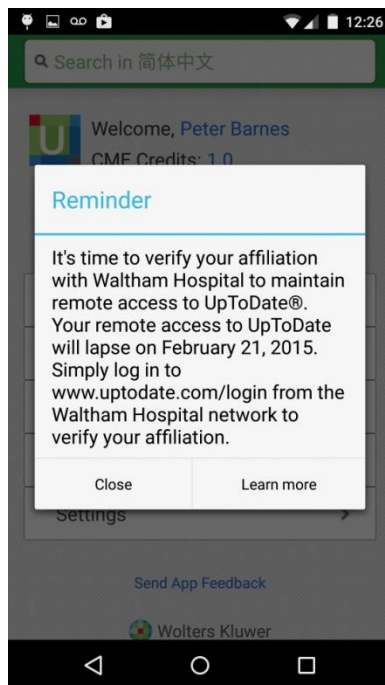 12:26
Search in 简体中文
U
Welcome, Peter Barnes
CME Credits: 1.0
Reminder
It's time to verify your affiliation
with Waltham Hospital to maintain
remote access to UpToDate®.
Your remote access to UpToDate
will lapse on February 21, 2015.
Simply log in to
www.uptodate.com/login from the
Waltham Hospital network to
verify your affiliation.
Close
Learn more
Settings
Send App Feedback
Wolters Kluwer